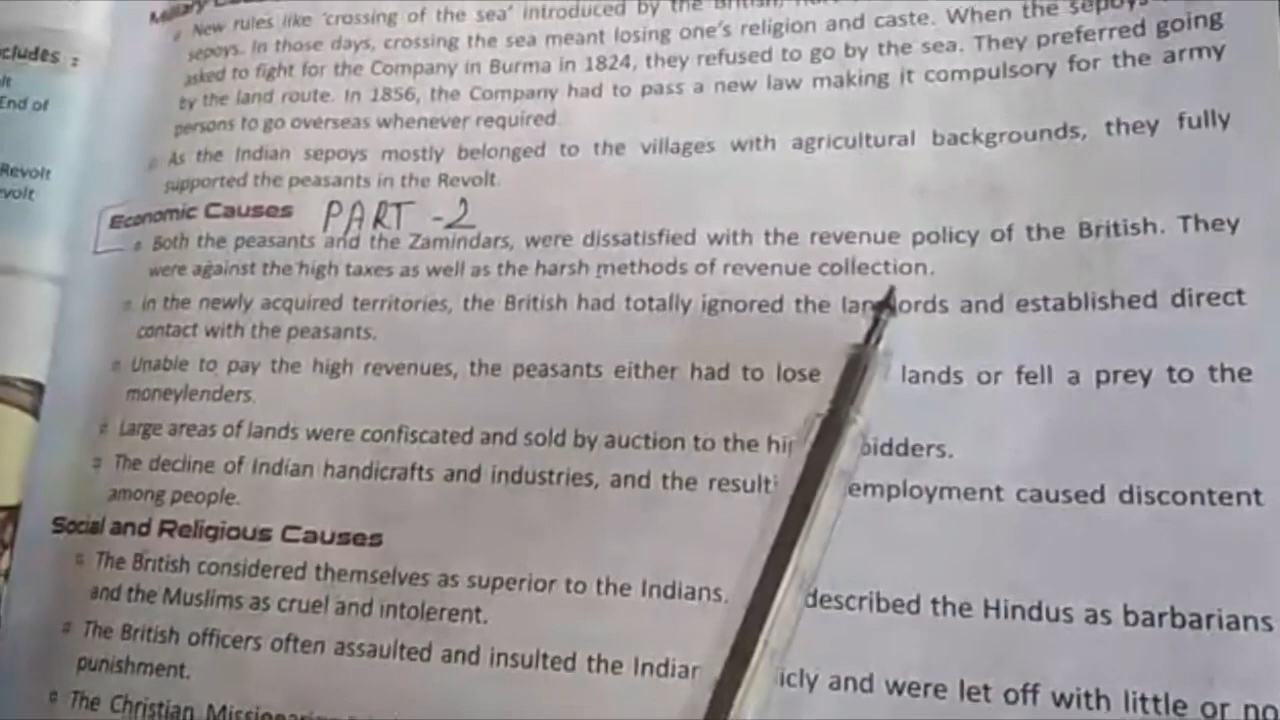 cludes :
lt
End of
Revolt
volt
New rules like 'crossing of the sea' introduced by the British,
sepoys. In those days, crossing the sea meant losing one's religion and caste. When the sepoys
asked to fight for the Company in Burma in 1824, they refused to go by the sea. They preferred going
by the land route. In 1856, the Company had to pass a new law making it compulsory for the army
persons to go overseas whenever required
As the Indian sepoys mostly belonged to the villages with agricultural backgrounds, they fully
supported the peasants in the Revolt.
Economic Causes PART -2
Both the peasants and the Zamindars, were dissatisfied with the revenue policy of the British. They
were against the high taxes as well as the harsh methods of revenue collection.
in the newly acquired territories, the British had totally ignored the landlords and established direct
contact with the peasants.
Unable to pay the high revenues, the peasants either had to lose lands or fell a prey to the
moneylenders.
Large areas of lands were confiscated and sold by auction to the bidders.
The decline of Indian handicrafts and industries, and the employment caused discontent
among people.
Social and Religious Causes
The British considered themselves as superior to the Indians. described the Hindus as barbarians
and the Muslims as cruel and intolerent.
The British officers often assaulted and insulted the icly and were let off with little or no
punishment.
The Christian